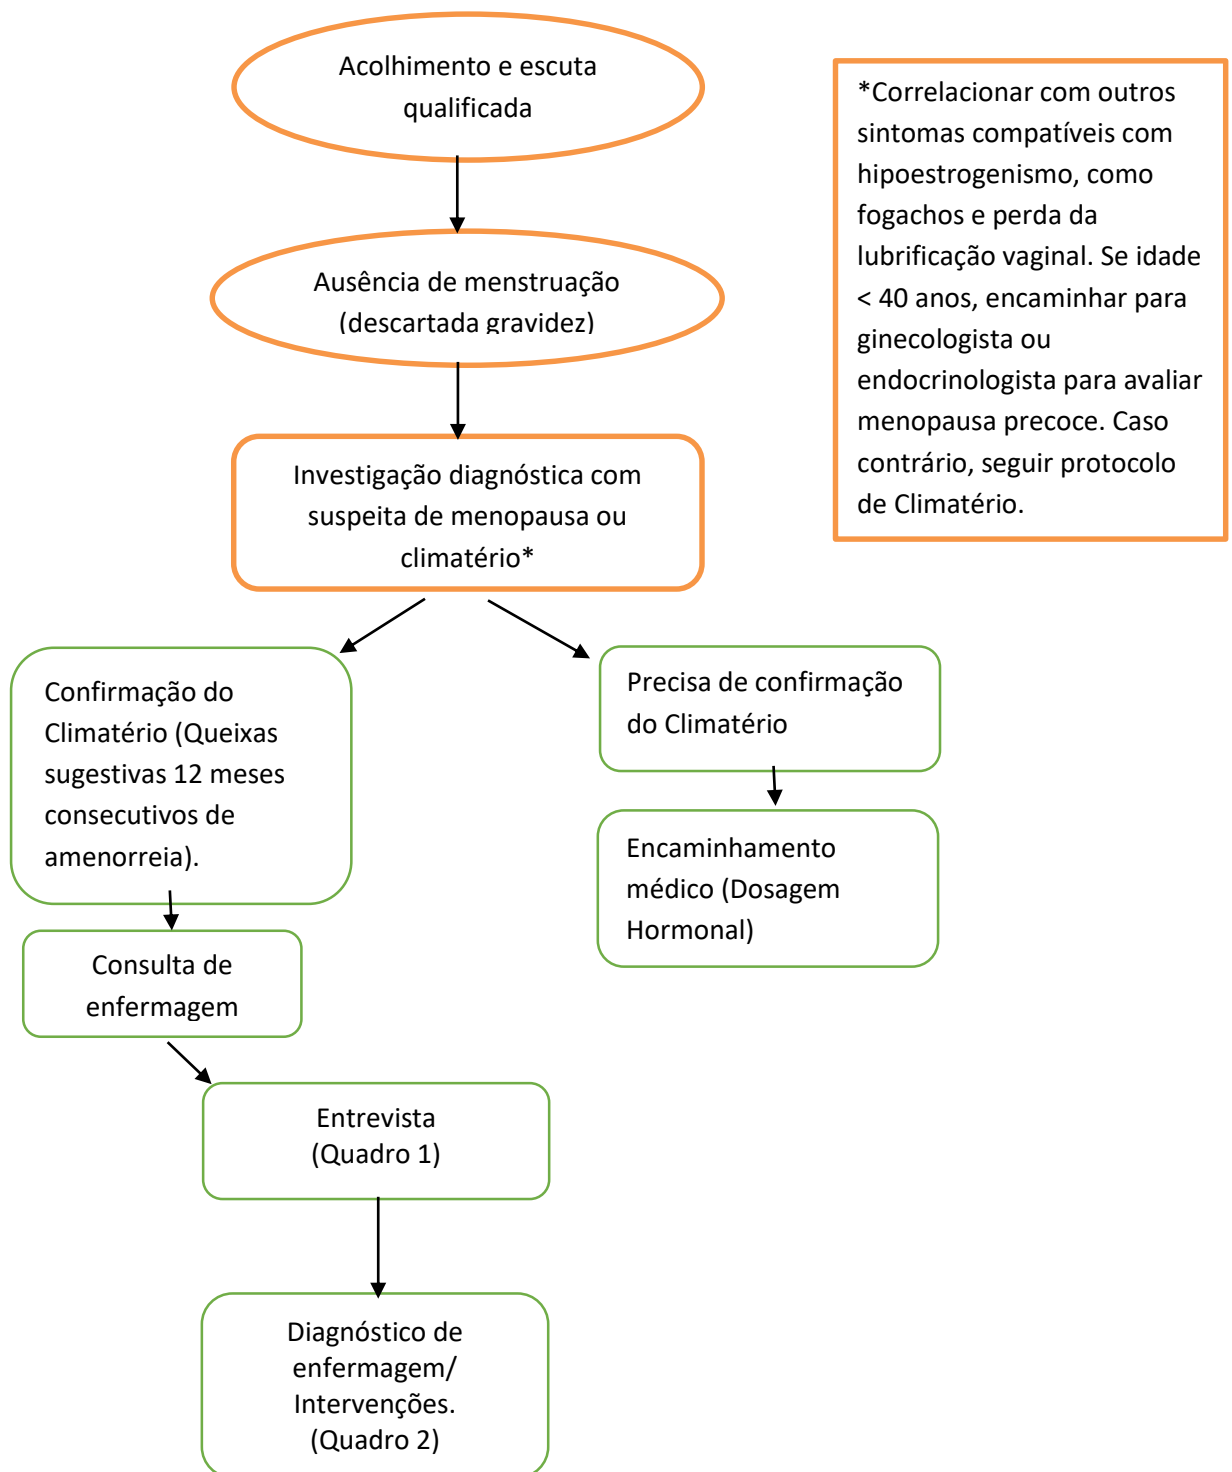 Acolhimento e escuta
qualificada
*Correlacionar com outros
sintomas compatíveis com
hipoestrogenismo, como
fogachos e perda da
lubrificação vaginal. Se idade
< 40 anos, encaminhar para
ginecologista ou
endocrinologista para avaliar
menopausa precoce. Caso
contrário, seguir protocolo
de Climatério.
Ausência de menstruação
(descartada gravidez)
Investigação diagnóstica com
suspeita de menopausa ou
climatério*
Confirmação do
Climatério (Queixas
sugestivas 12 meses
consecutivos de
amenorreia).
Precisa de confirmação
do Climatério
Encaminhamento
médico (Dosagem
Hormonal)
Consulta de
enfermagem
Entrevista
(Quadro 1)
Diagnóstico de
enfermagem/
Intervenções.
(Quadro 2)